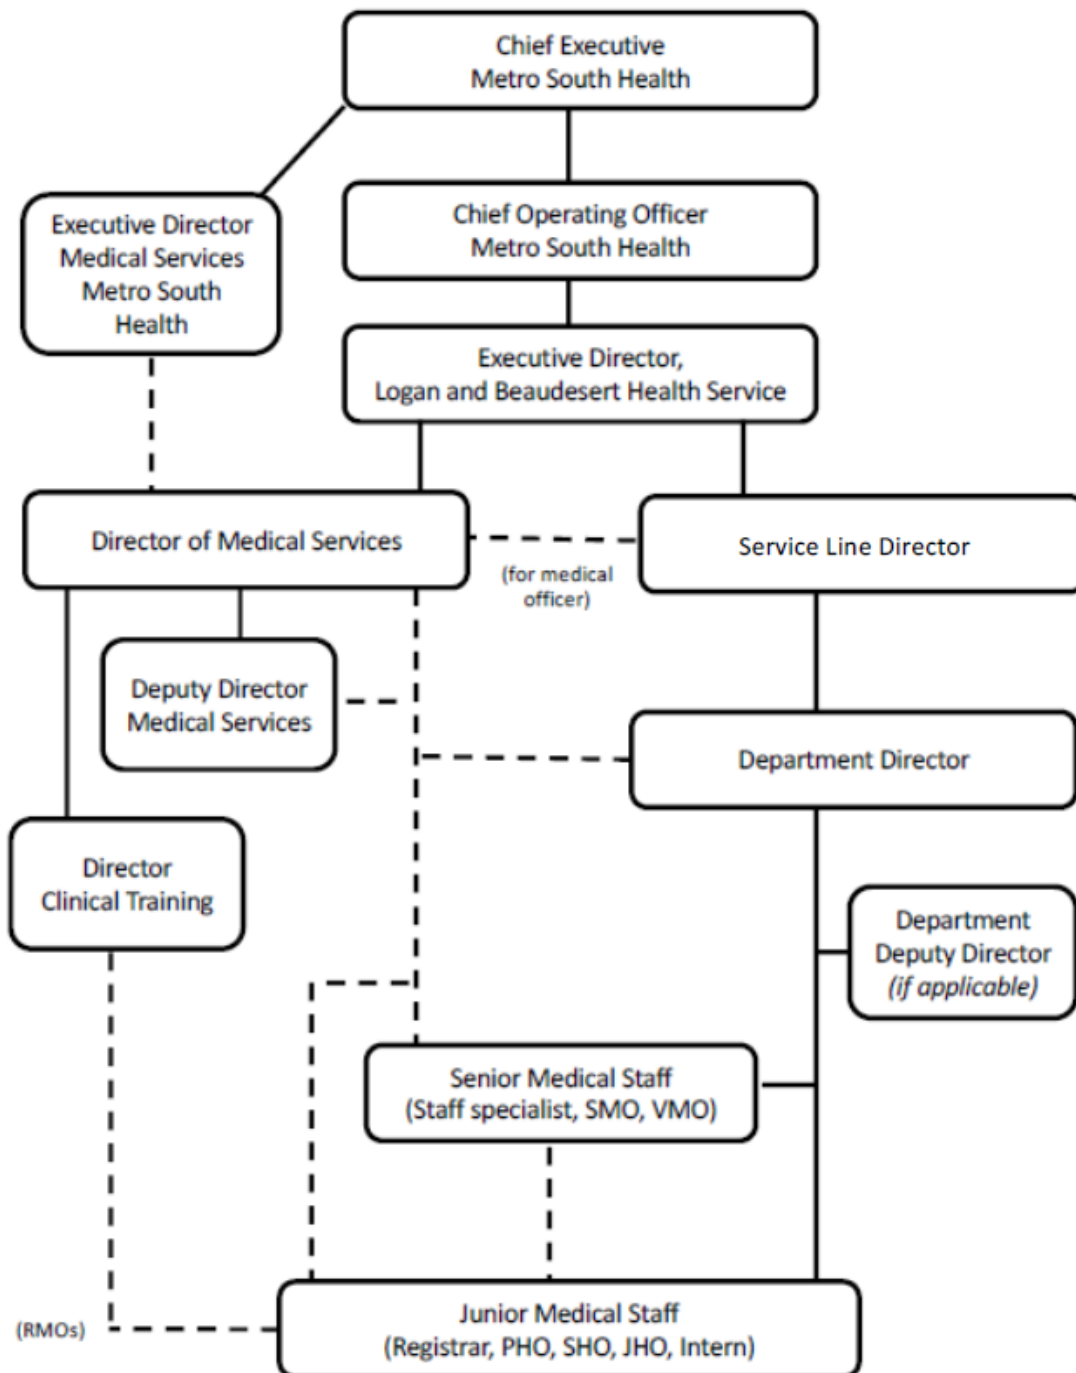 Chief Executive
Metro South Health
Executive Director
Medical Services
Metro South
Health
Chief Operating Officer
Metro South Health
Executive Director,
Logan and Beaudesert Health Service
Director of Medical Services
(for medical
officer)
Service Line Director
Deputy Director
Medical Services
Department Director
Director
Clinical Training
Department
Deputy Director
(if applicable)
Senior Medical Staff
(Staff specialist, SMO, VMO)
(RMOs)
Junior Medical Staff
(Registrar, PHO, SHO, JHO, Intern)